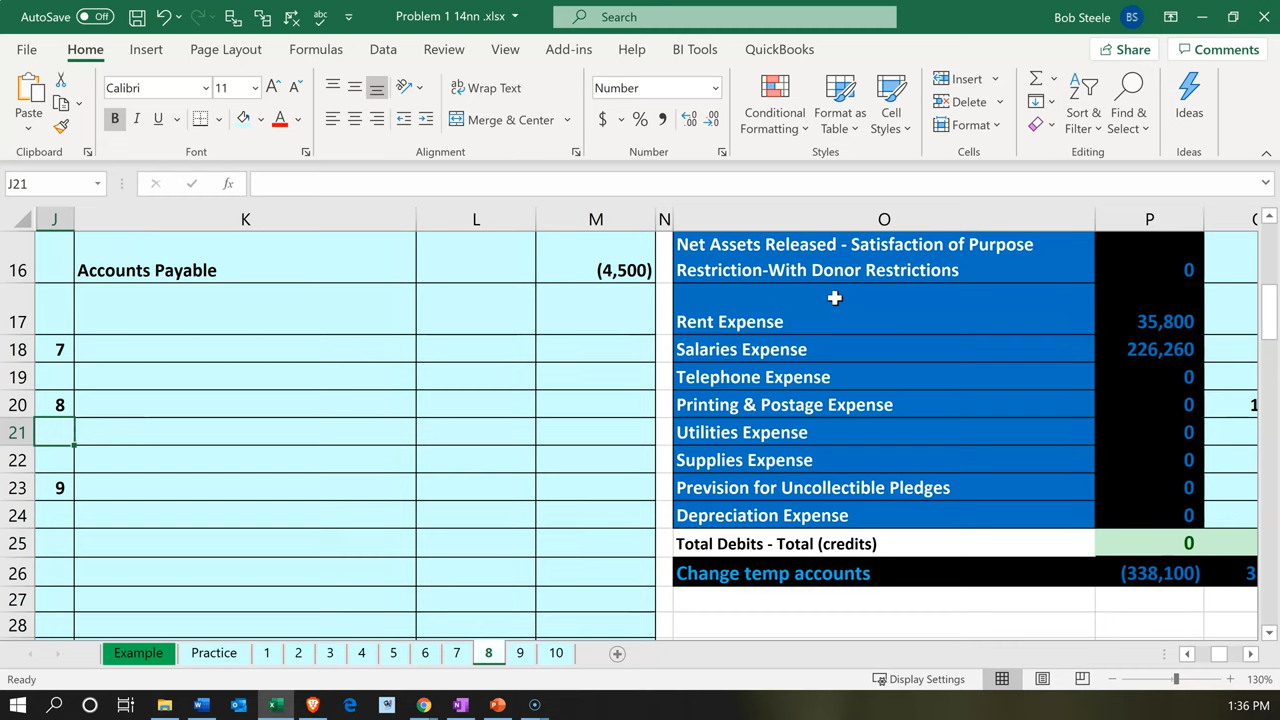 AutoSave Off Problem 1 14nn .xlsx Search Bob Steele BS
File Home Insert Page Layout Formulas Data Review View Add-ins Help BI Tools QuickBooks Share Comments
Paste Calibri 11 Wrap Text Number Conditional Formatting Format as Table Cell Styles Insert Sort & Filter Find & Select Ideas
B I U Merge & Center $ % Delete
Format
Clipboard Font Alignment Number Styles Cells Editing Ideas
J21 fx
J K L M N O P
16 Accounts Payable (4,500) Net Assets Released - Satisfaction of Purpose
Restriction-With Donor Restrictions 0
17 Rent Expense 35,800
18 7 Salaries Expense 226,260
19 Telephone Expense 0
20 8 Printing & Postage Expense 0 1
21 Utilities Expense 0
22 Supplies Expense 0
23 9 Prevision for Uncollectible Pledges 0
24 Depreciation Expense 0
25 Total Debits - Total (credits) 0
26 Change temp accounts (338,100) 3
27
28
Example Practice 1 2 3 4 5 6 7 8 9 10
Ready Display Settings 130%
1:36 PM